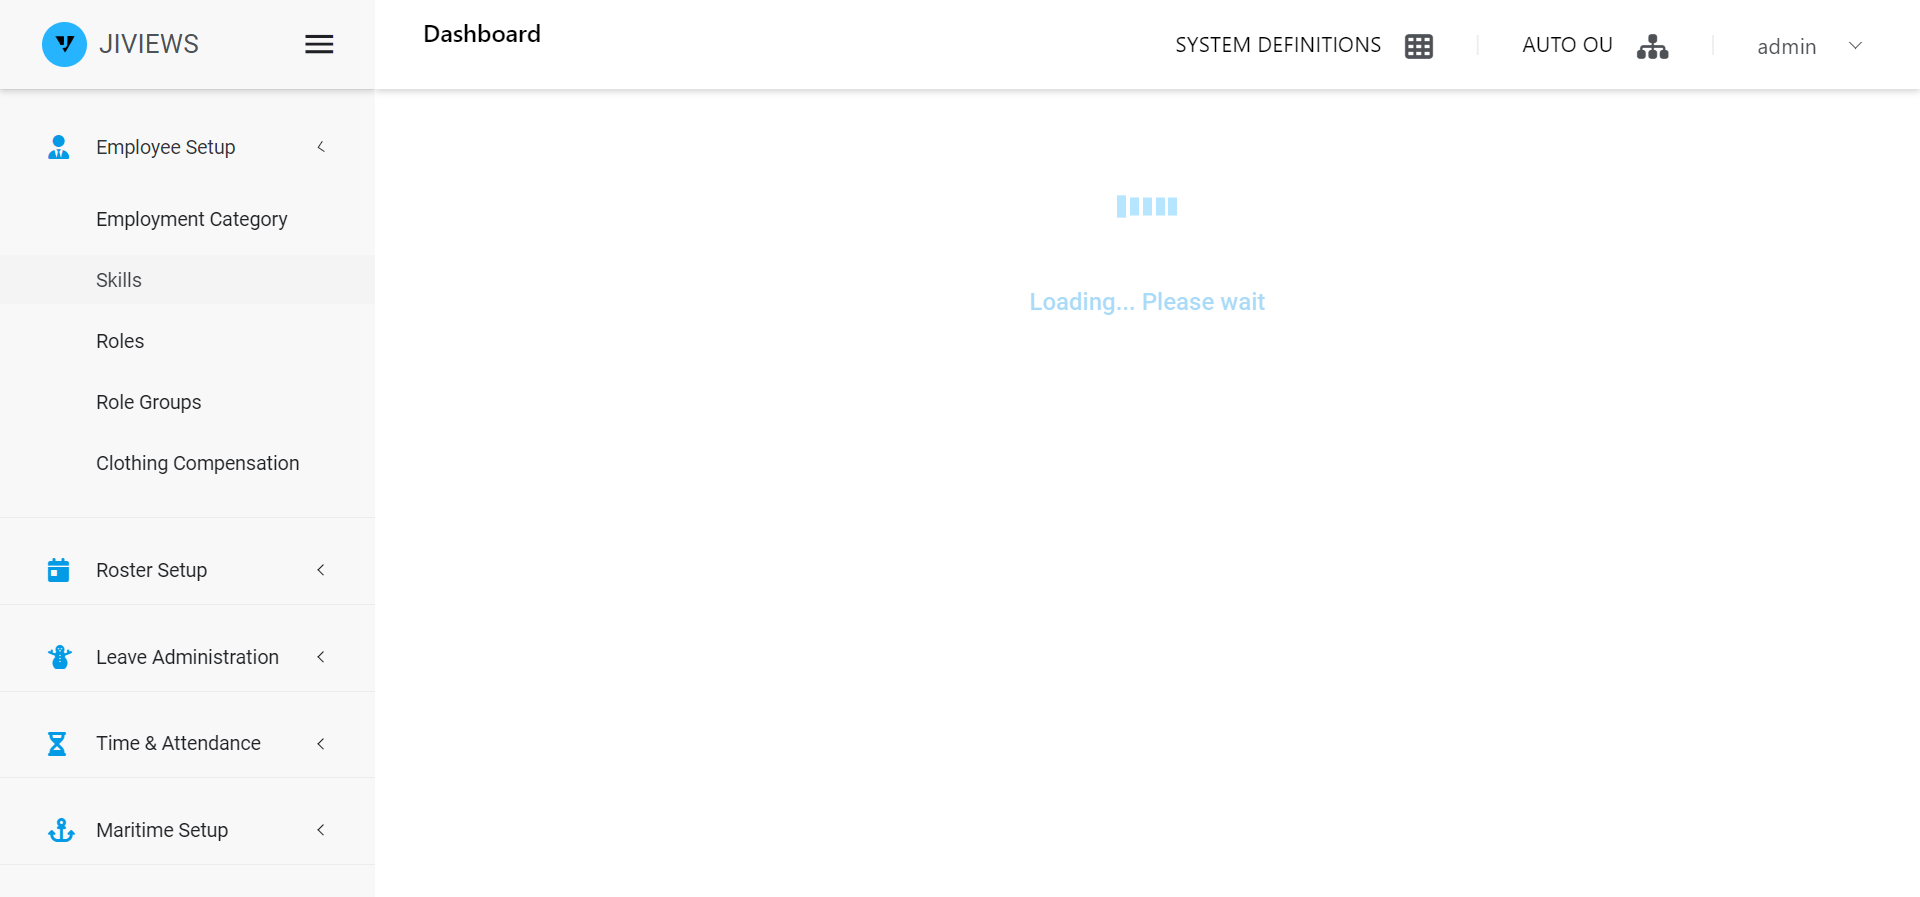 JIVIEWS
Dashboard
SYSTEM DEFINITIONS
AUTO OU
admin
Employee Setup
Employment Category
Skills
Roles
Role Groups
Clothing Compensation
Roster Setup
Leave Administration
Time & Attendance
Maritime Setup
Loading... Please wait